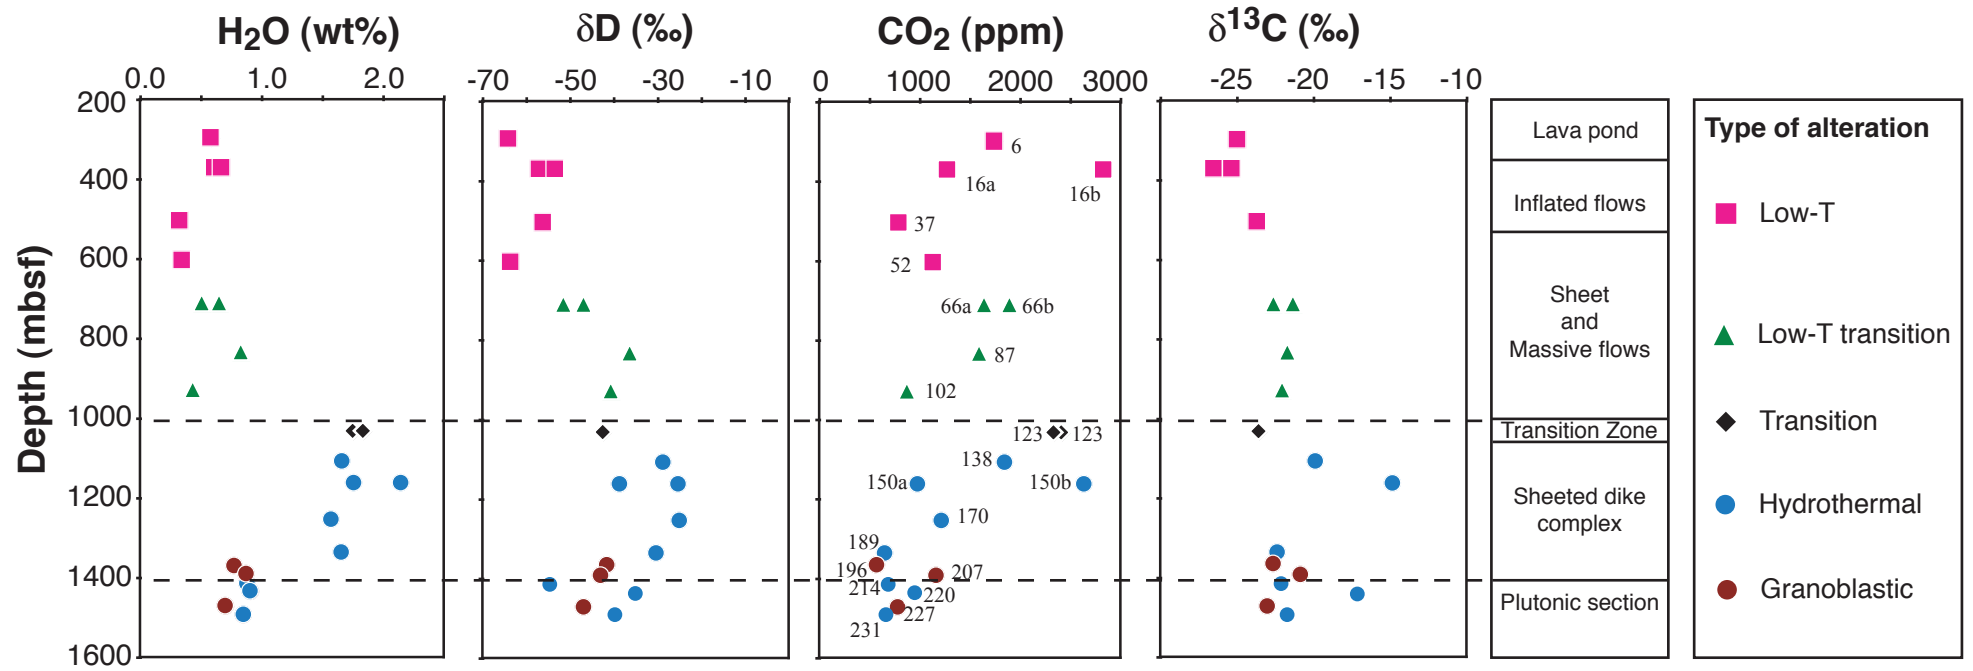 H2O (wt%)
δD (‰)
CO2 (ppm)
δ13C (‰)
0.0 1.0 2.0
-70 -50 -30 -10
0 1000 2000 3000
-25 -20 -15 -10
Depth (mbsf)
200
400
600
800
1000
1200
1400
1600
6
16a
16b
37
52
66a 66b
87
102
123 123
138
150a 150b
170
189
196 207
214 220
227
231
Lava pond
Inflated flows
Sheet
and
Massive flows
Transition Zone
Sheeted dike
complex
Plutonic section
Type of alteration
Low-T
Low-T transition
Transition
Hydrothermal
Granoblastic